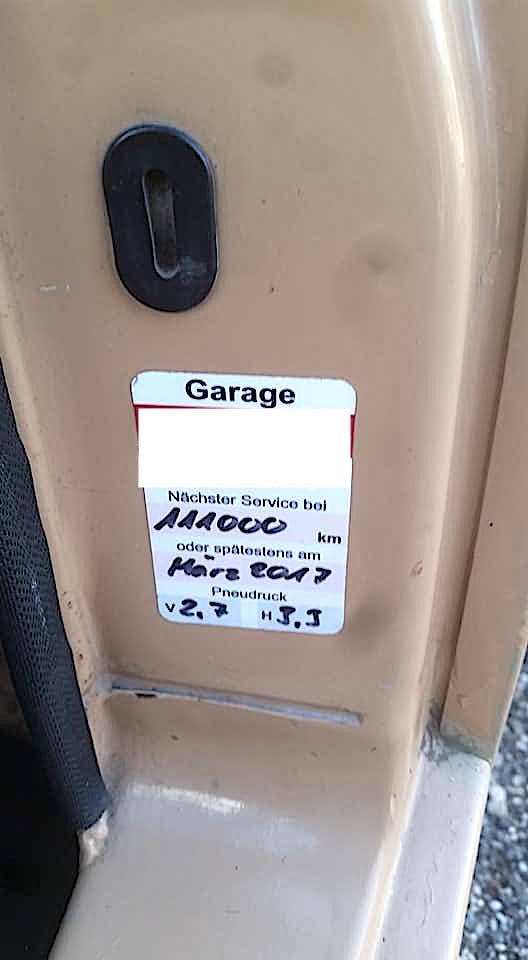 Garage
Nächster Service bei
111000 km
oder spätestens am
März 2017
Pneudruck
V 2,7 H 3,3